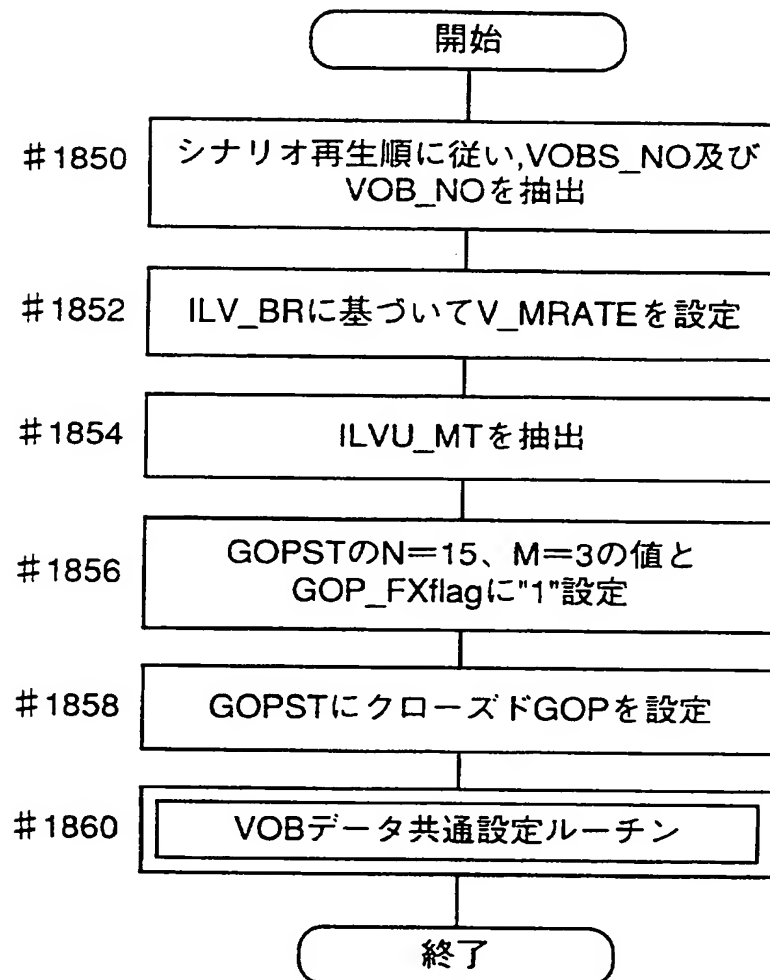 開始
#1850
シナリオ再生順に従い,VOBS_NO及び
VOB_NOを抽出
#1852
ILV_BRに基づいてV_MRATEを設定
#1854
ILVU_MTを抽出
#1856
GOPSTのN=15、M=3の値と
GOP_FXflagに"1"設定
#1858
GOPSTにクローズドGOPを設定
#1860
VOBデータ共通設定ルーチン
終了